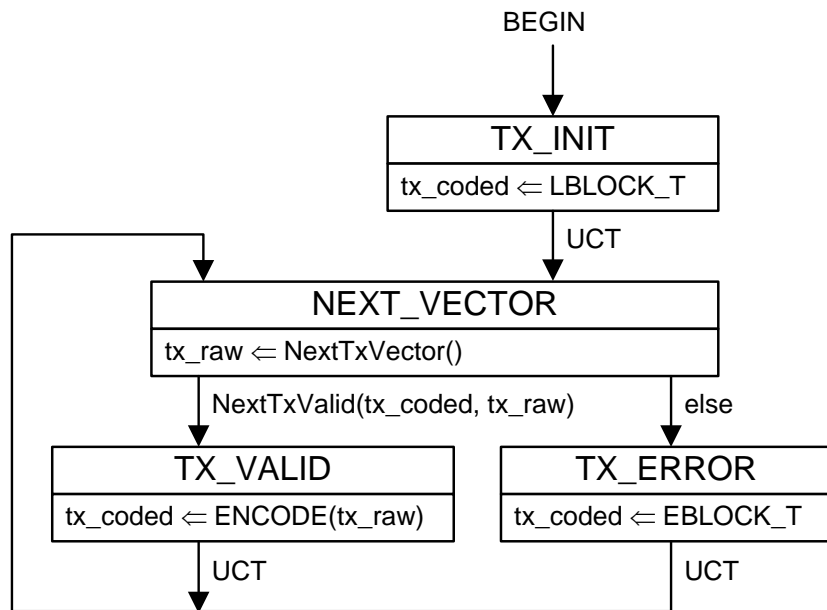 BEGIN
TX_INIT
tx_coded ⇐ LBLOCK_T
UCT
NEXT_VECTOR
tx_raw ⇐ NextTxVector()
NextTxValid(tx_coded, tx_raw)
else
TX_VALID
tx_coded ⇐ ENCODE(tx_raw)
UCT
TX_ERROR
tx_coded ⇐ EBLOCK_T
UCT